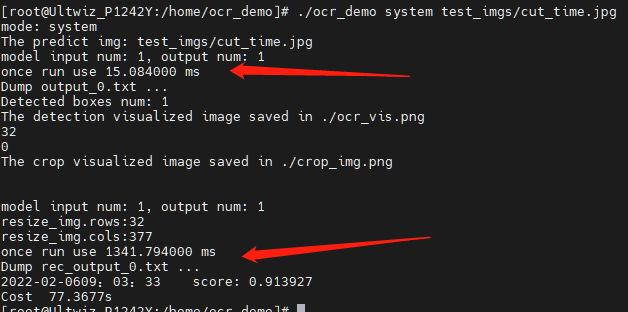 [root@Ultwiz_P1242Y:/home/ocr_demo]# ./ocr_demo system test_imgs/cut_time.jpg
mode: system
The predict img: test_imgs/cut_time.jpg
model input num: 1, output num: 1
once run use 15.084000 ms
Dump output_0.txt ...
Detected boxes num: 1
The detection visualized image saved in ./ocr_vis.png
32
0
The crop visualized image saved in ./crop_img.png
model input num: 1, output num: 1
resize_img.rows:32
resize_img.cols:377
once run use 1341.794000 ms
Dump rec_output_0.txt ...
2022-02-0609：03：33    score: 0.913927
Cost  77.3677s
[root@Ultwiz_P1242Y:/home/ocr_demo]#